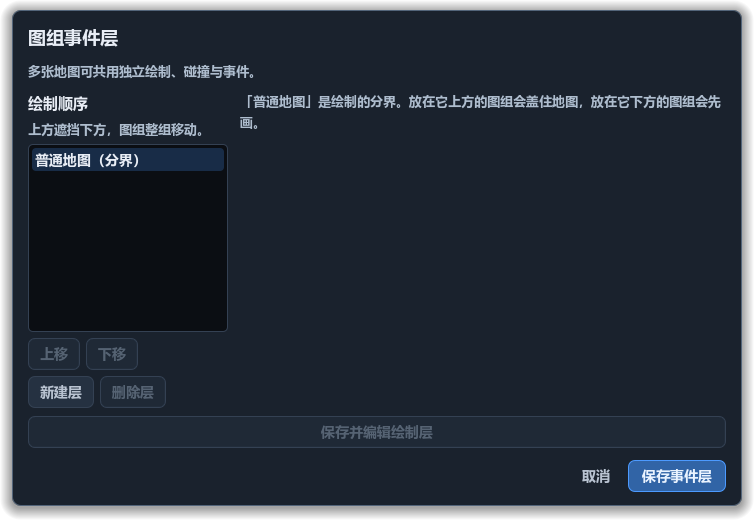 图组事件层
多张地图可共用独立绘制、碰撞与事件。
绘制顺序
上方遮挡下方，图组整组移动。
普通地图（分界）
「普通地图」是绘制的分界。放在它上方的图组会盖住地图，放在它下方的图组会先
画。
上移
下移
新建层
删除层
保存并编辑绘制层
取消
保存事件层